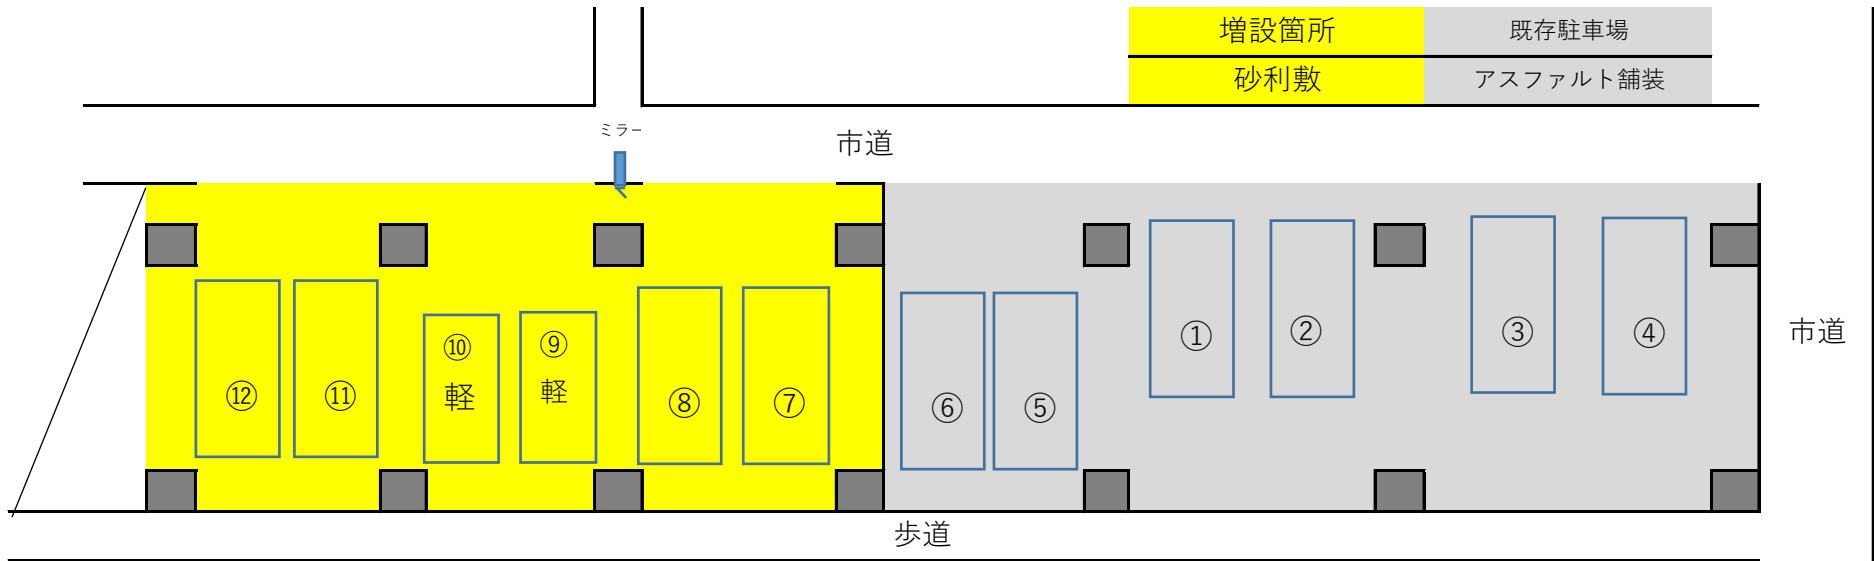 増設箇所 既存駐車場
砂利敷 アスファルト舗装
ミラー
市道
市道
① ② ③ ④
⑩ ⑨
軽 軽
⑫ ⑪ ⑧ ⑦ ⑥ ⑤
歩道